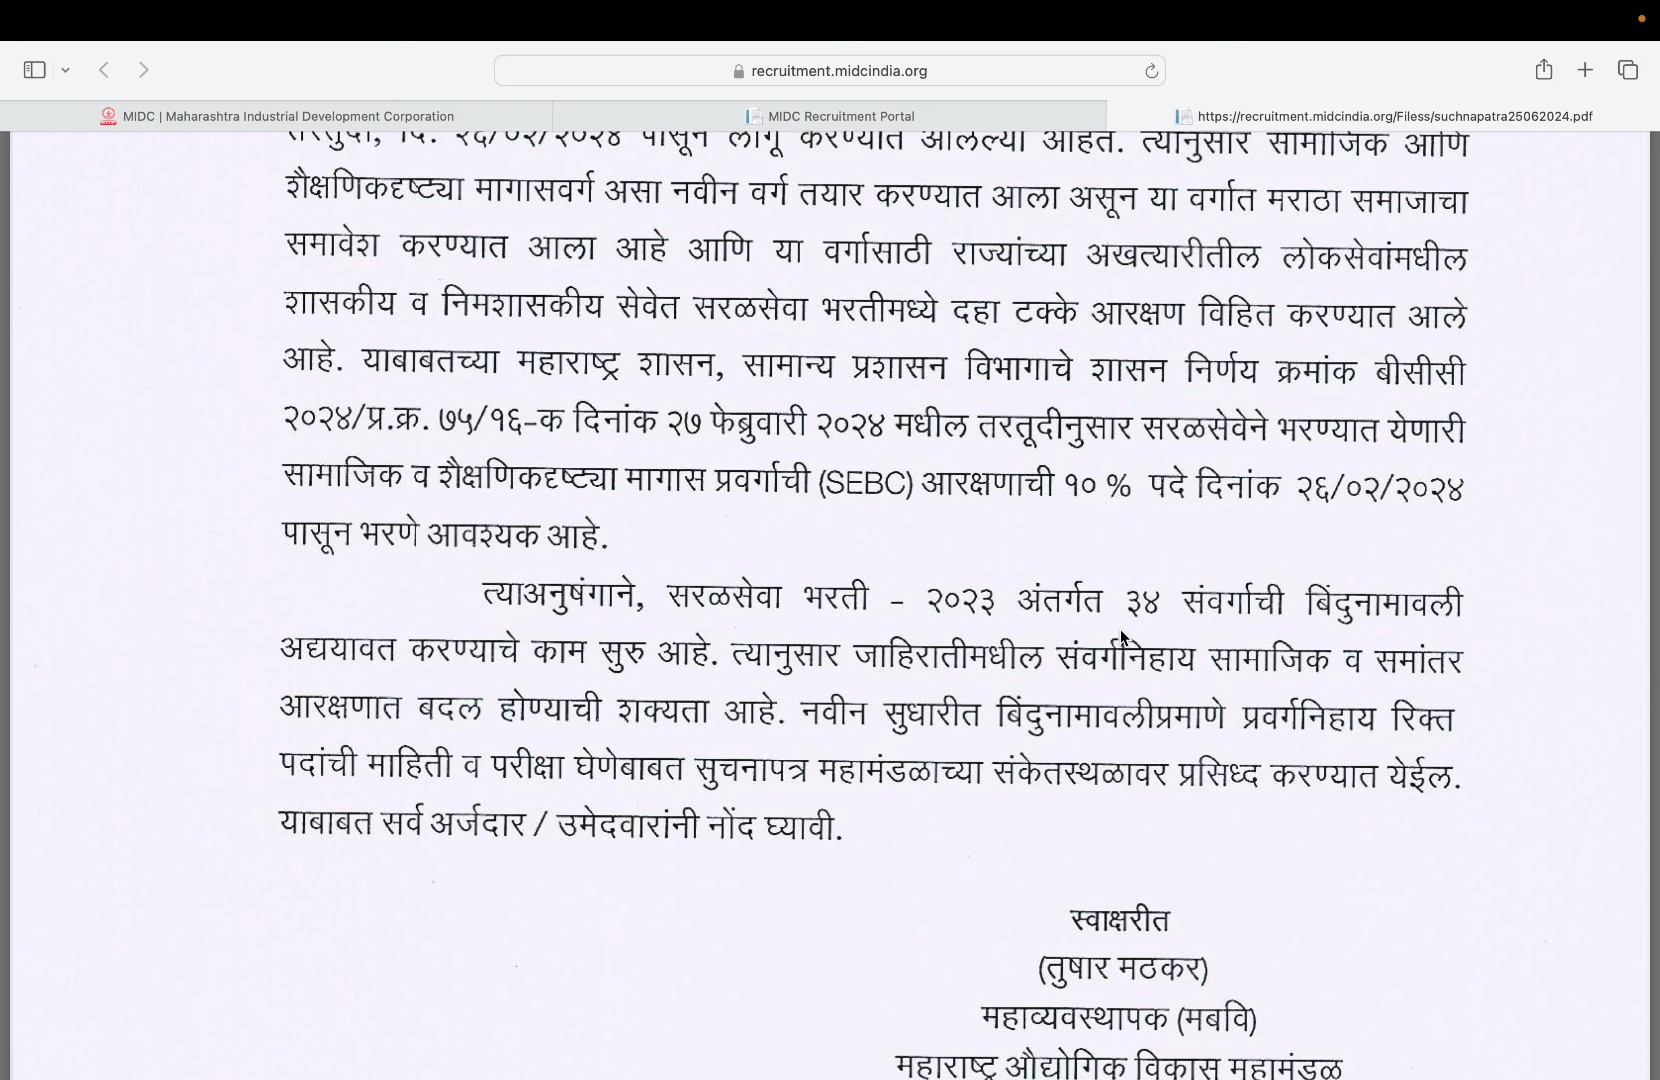 recruitment.midcindia.org
MIDC | Maharashtra Industrial Development Corporation
MIDC Recruitment Portal
https://recruitment.midcindia.org/Filess/suchnapatra25062024.pdf
तरतुदी, दि. २६/०२/२०२४ पासून लागू करण्यात आलेल्या आहेत. त्यानुसार सामाजिक आणि
शैक्षणिकदृष्ट्या मागासवर्ग असा नवीन वर्ग तयार करण्यात आला असून या वर्गात मराठा समाजाचा
समावेश करण्यात आला आहे आणि या वर्गासाठी राज्यांच्या अखत्यारीतील लोकसेवांमधील
शासकीय व निमशासकीय सेवेत सरळसेवा भरतीमध्ये दहा टक्के आरक्षण विहित करण्यात आले
आहे. याबाबतच्या महाराष्ट्र शासन, सामान्य प्रशासन विभागाचे शासन निर्णय क्रमांक बीसीसी
२०२४/प्र.क्र. ७५/१६-क दिनांक २७ फेब्रुवारी २०२४ मधील तरतूदीनुसार सरळसेवेने भरण्यात येणारी
सामाजिक व शैक्षणिकदृष्ट्या मागास प्रवर्गाची (SEBC) आरक्षणाची १० % पदे दिनांक २६/०२/२०२४
पासून भरणे आवश्यक आहे.
त्याअनुषंगाने, सरळसेवा भरती - २०२३ अंतर्गत ३४ संवर्गाची बिंदुनामावली
अद्ययावत करण्याचे काम सुरु आहे. त्यानुसार जाहिरातीमधील संवर्गनिहाय सामाजिक व समांतर
आरक्षणात बदल होण्याची शक्यता आहे. नवीन सुधारीत बिंदुनामावलीप्रमाणे प्रवर्गनिहाय रिक्त
पदांची माहिती व परीक्षा घेणेबाबत सुचनापत्र महामंडळाच्या संकेतस्थळावर प्रसिध्द करण्यात येईल.
याबाबत सर्व अर्जदार / उमेदवारांनी नोंद घ्यावी.
स्वाक्षरीत
(तुषार मठकर)
महाव्यवस्थापक (मबवि)
महाराष्ट्र औद्योगिक विकास महामंडळ